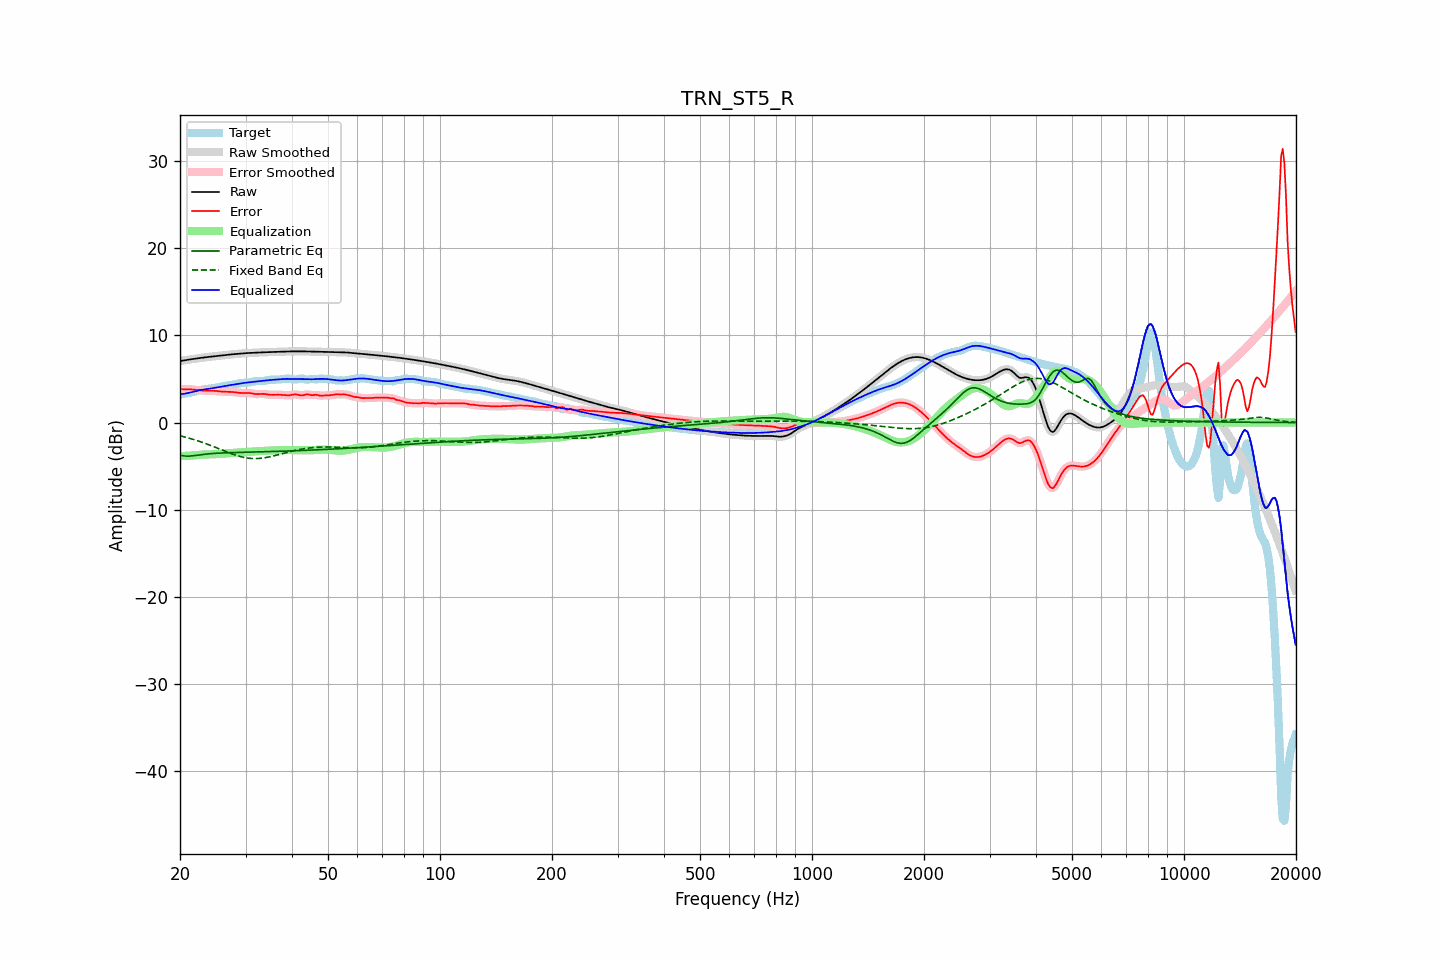 TRN_ST5_R
Target
Raw Smoothed
Error Smoothed
Raw
Error
Equalization
Parametric Eq
Fixed Band Eq
Equalized
30
20
10
0
−10
−20
−30
−40
Amplitude (dBr)
20 50 100 200 500 1000 2000 5000 10000 20000
Frequency (Hz)